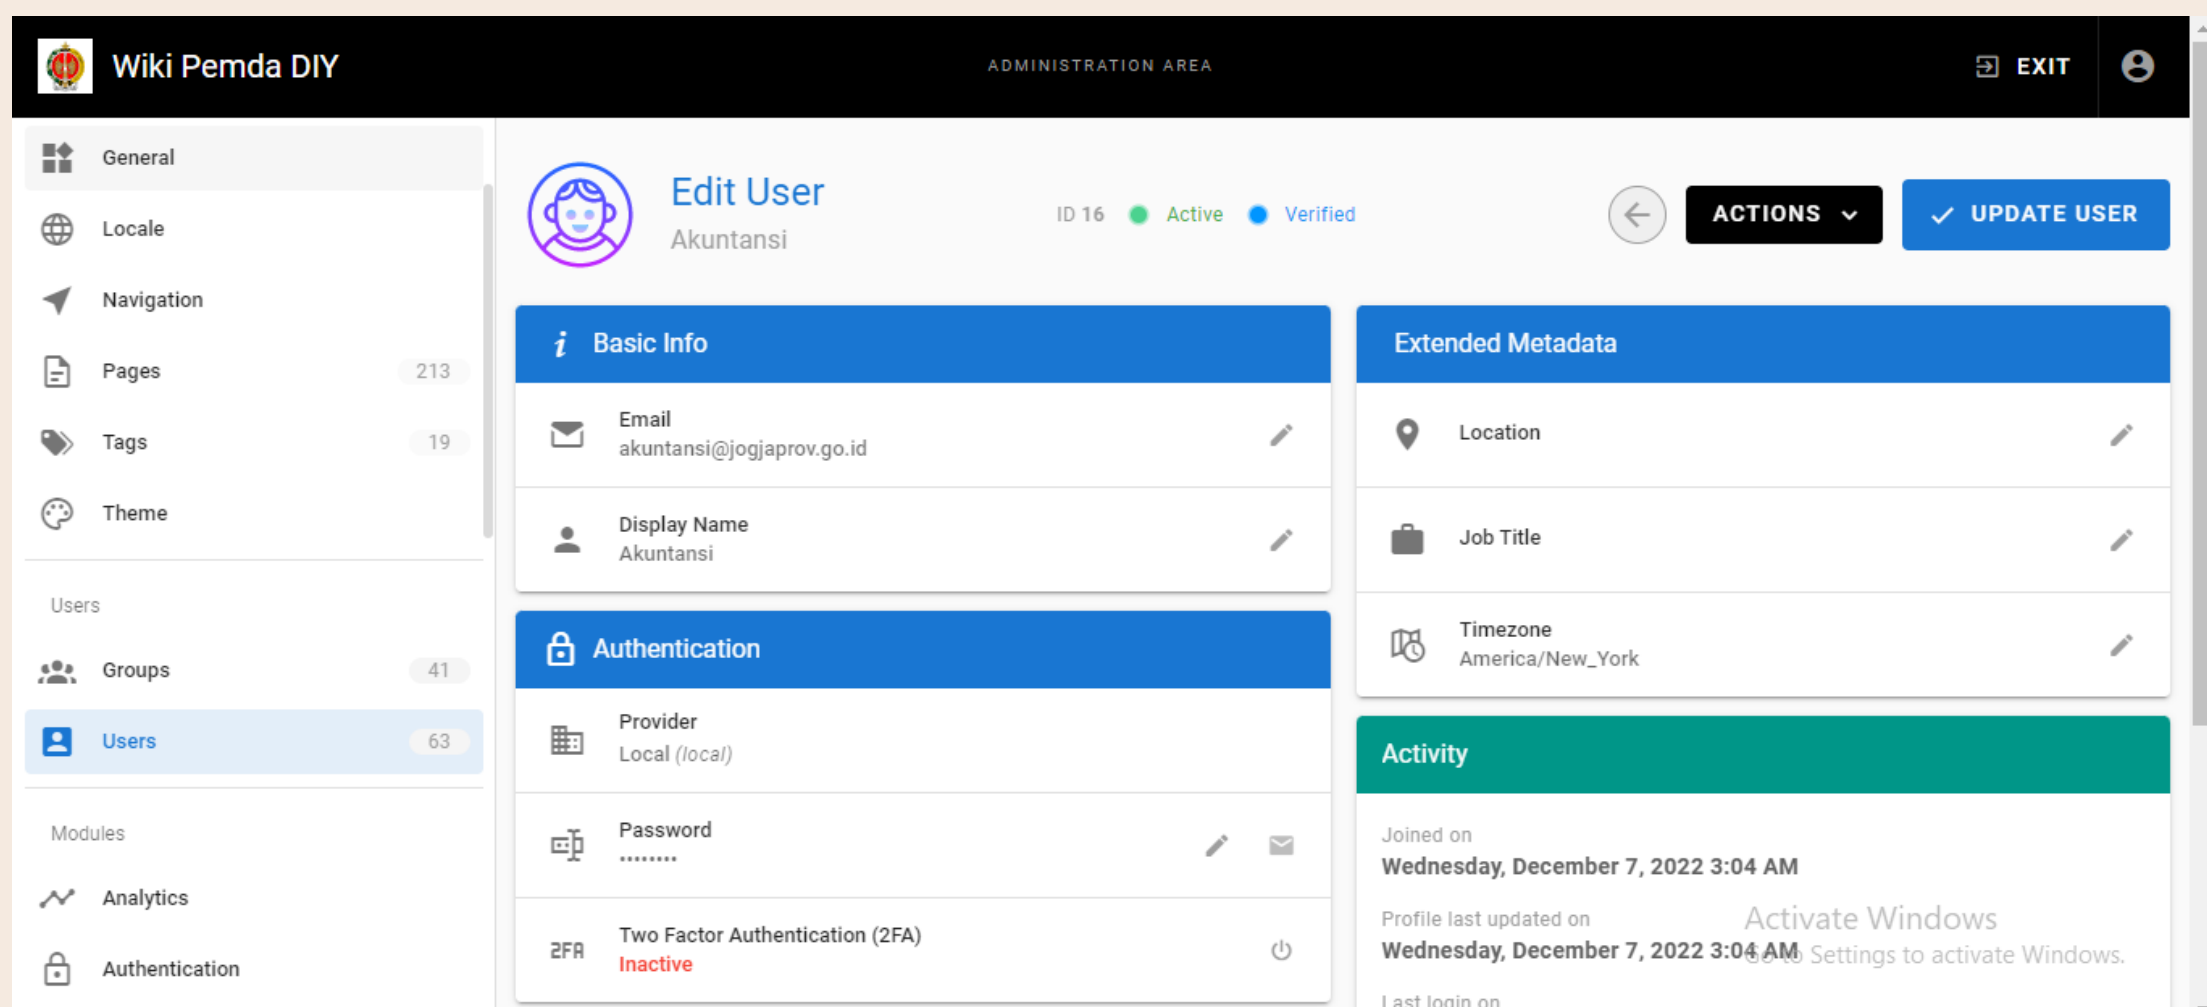 Wiki Pemda DIY
ADMINISTRATION AREA
EXIT
General
Locale
Navigation
Pages 213
Tags 19
Theme
Users
Groups 41
Users 63
Modules
Analytics
Authentication
Edit User
Akuntansi
ID 16 Active Verified
ACTIONS
UPDATE USER
i Basic Info
Email
akuntansi@jogjaprov.go.id
Display Name
Akuntansi
Authentication
Provider
Local (local)
Password
••••••••
2FA Two Factor Authentication (2FA)
Inactive
Extended Metadata
Location
Job Title
Timezone
America/New_York
Activity
Joined on
Wednesday, December 7, 2022 3:04 AM
Profile last updated on
Wednesday, December 7, 2022 3:04 AM
Last login on
Activate Windows
Go to Settings to activate Windows.